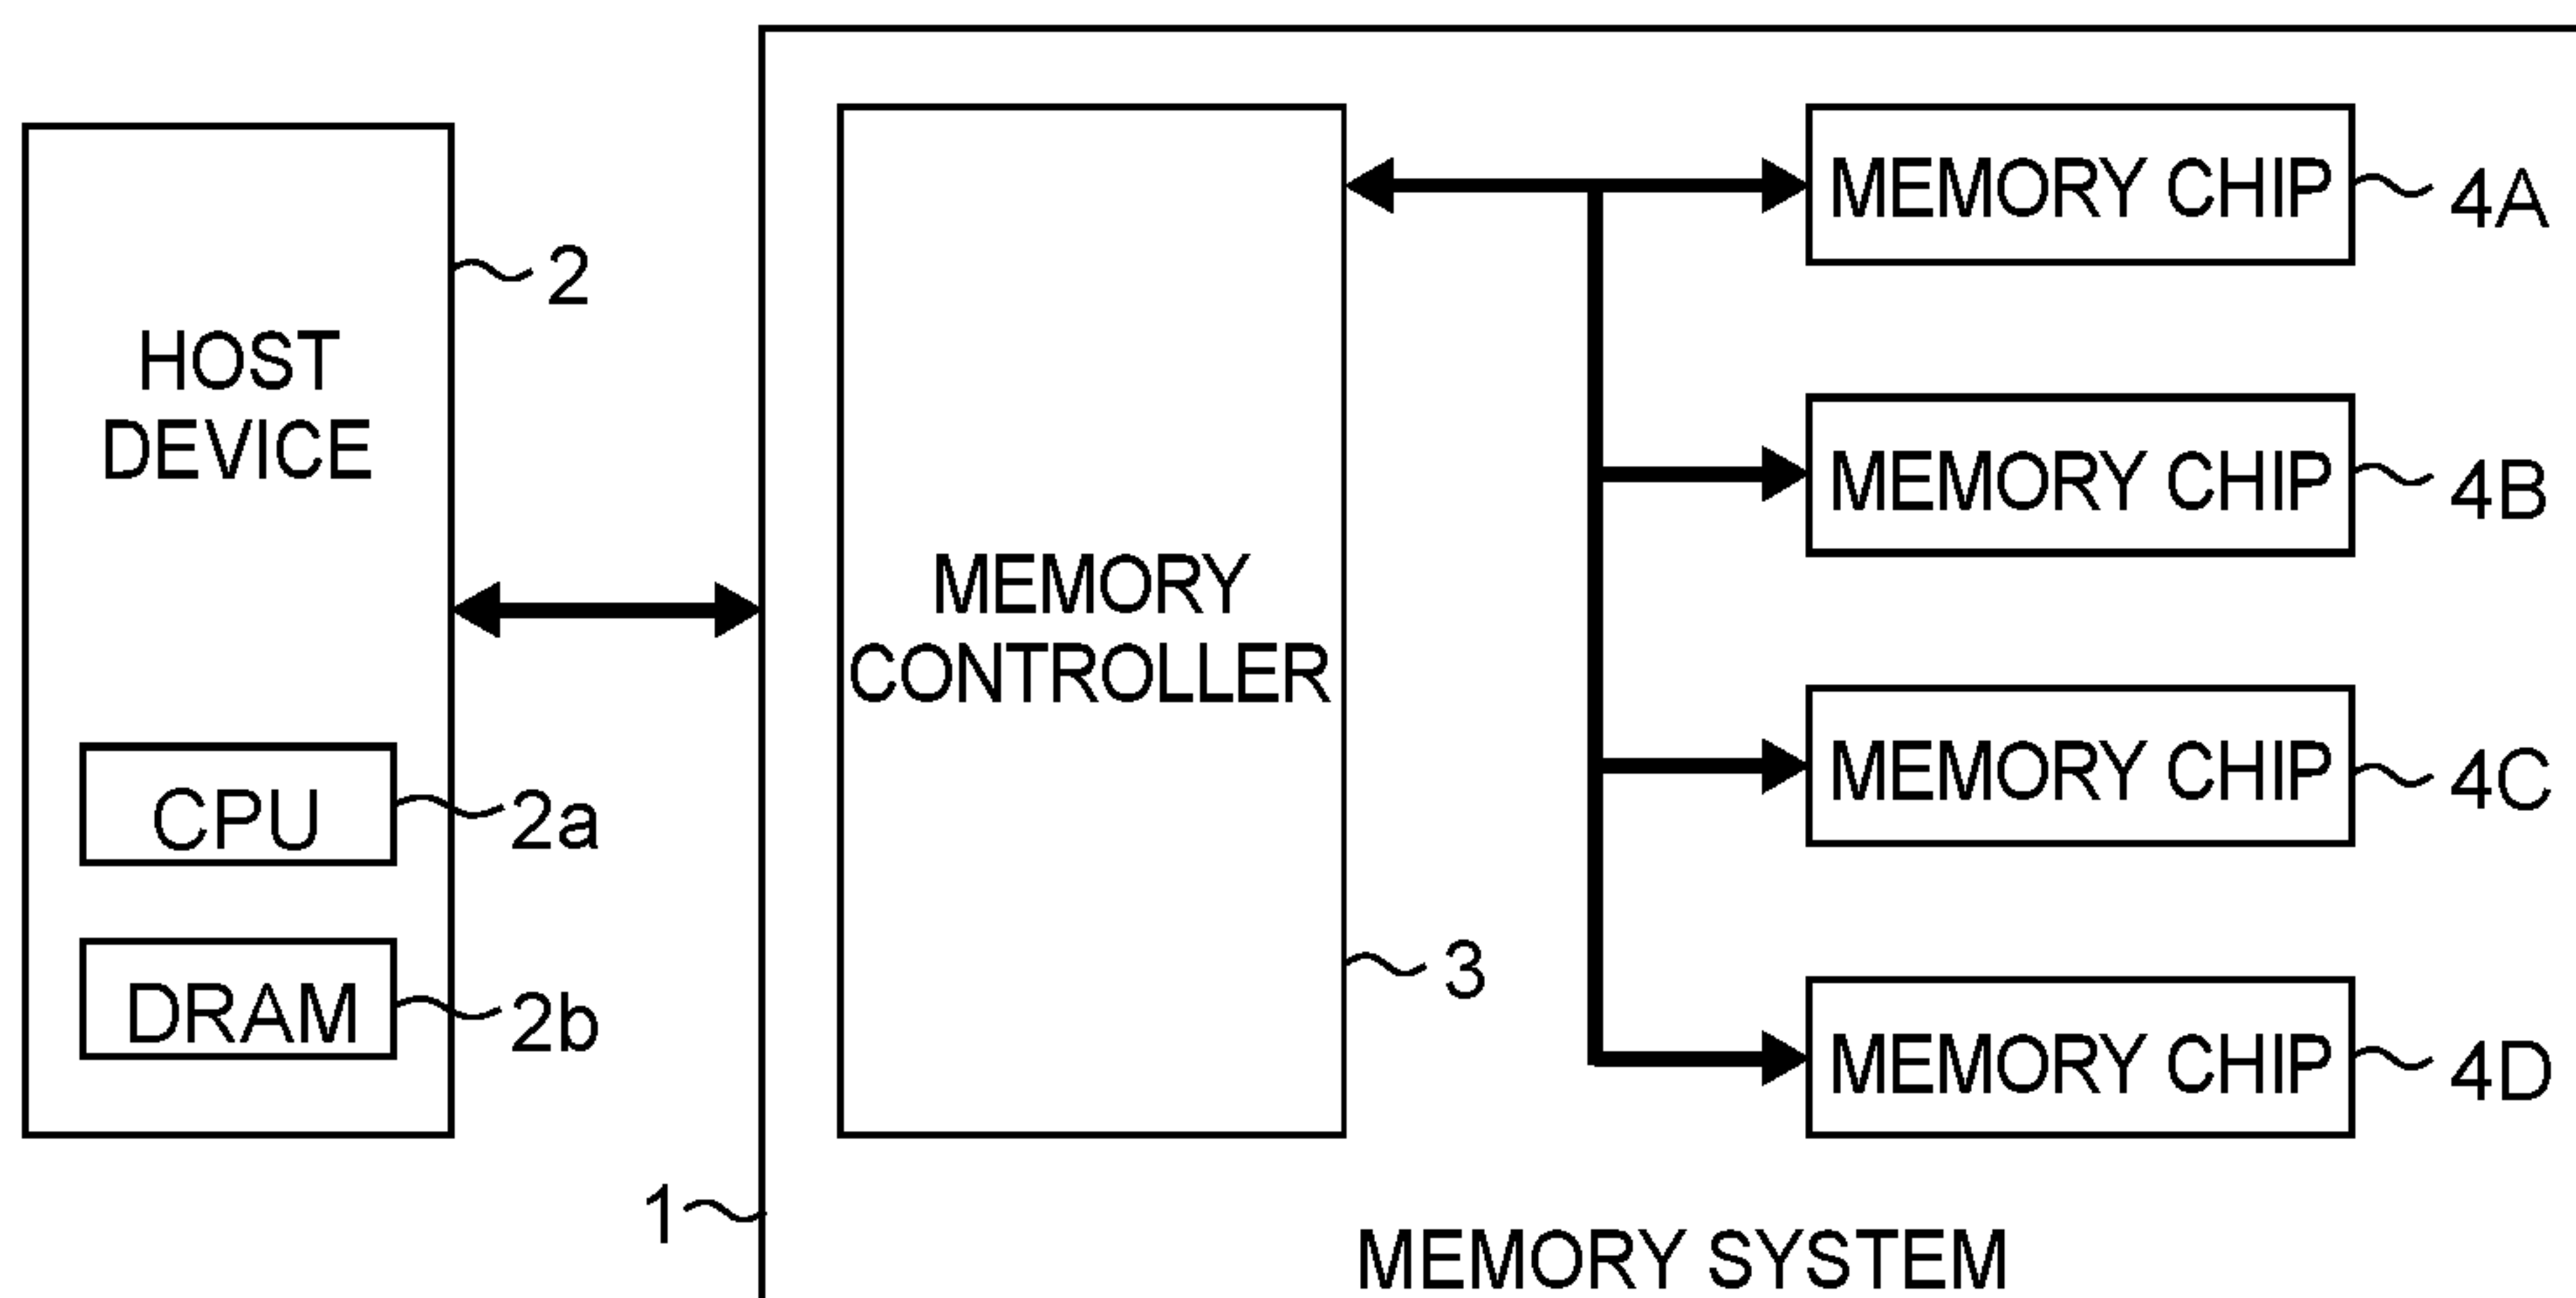 HOST
DEVICE
2
CPU
2a
DRAM
2b
1
MEMORY
CONTROLLER
3
MEMORY CHIP
4A
MEMORY CHIP
4B
MEMORY CHIP
4C
MEMORY CHIP
4D
MEMORY SYSTEM